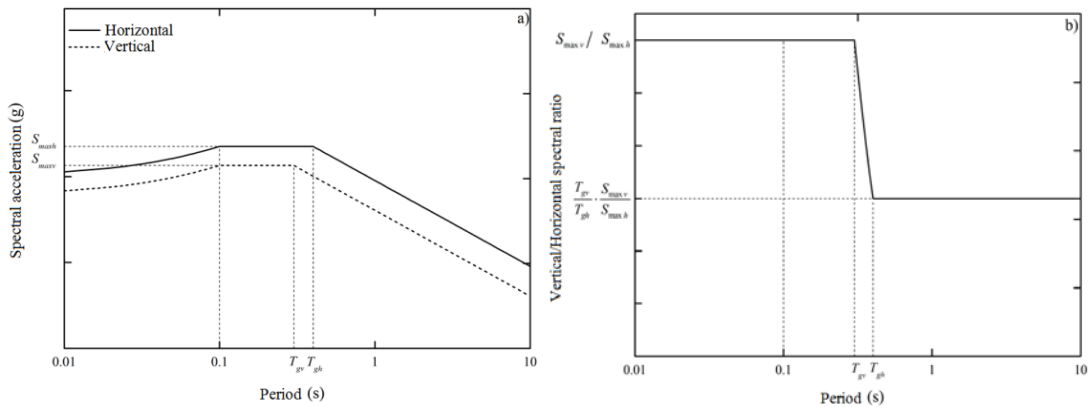 a)
Horizontal
Vertical
Spectral acceleration (g)
S_maxh
S_maxv
0.01 0.1 T_gv T_gh 1 10
Period (s)
b)
S_max v / S_max h
Vertical/Horizontal spectral ratio
T_gv / T_gh · S_max v / S_max h
0.01 0.1 T_gv T_gh 1 10
Period (s)